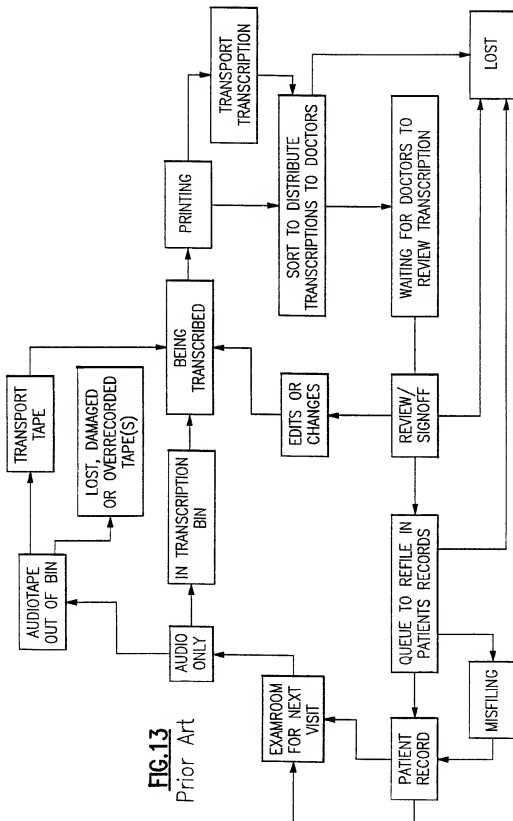 FIG.13
Prior Art
AUDIOTAPE
OUT OF BIN
TRANSPORT
TAPE
LOST, DAMAGED
OR OVERRECORDED
TAPE(S)
AUDIO
ONLY
IN TRANSCRIPTION
BIN
BEING
TRANSCRIBED
PRINTING
TRANSPORT
TRANSCRIPTION
EXAMROOM
FOR NEXT
VISIT
EDITS OR
CHANGES
SORT TO DISTRIBUTE
TRANSCRIPTIONS TO DOCTORS
PATIENT
RECORD
QUEUE TO REFILE IN
PATIENTS RECORDS
REVIEW/
SIGNOFF
WAITING FOR DOCTORS TO
REVIEW TRANSCRIPTION
MISFILING
LOST